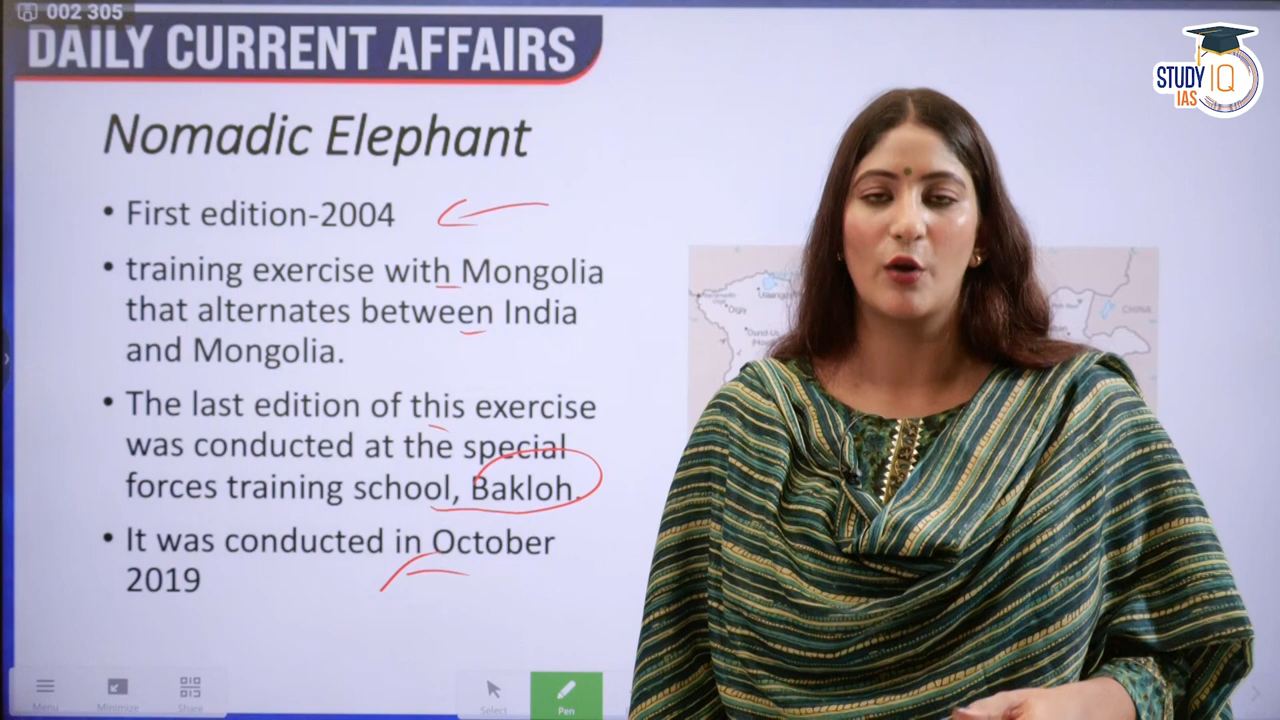 002 305
DAILY CURRENT AFFAIRS
STUDY IQ
IAS
Nomadic Elephant
• First edition-2004
• training exercise with Mongolia
that alternates between India
and Mongolia.
• The last edition of this exercise
was conducted at the special
forces training school, Bakloh.
• It was conducted in October
2019
CHINA
Menu
Minimize
Share
Select
Pen